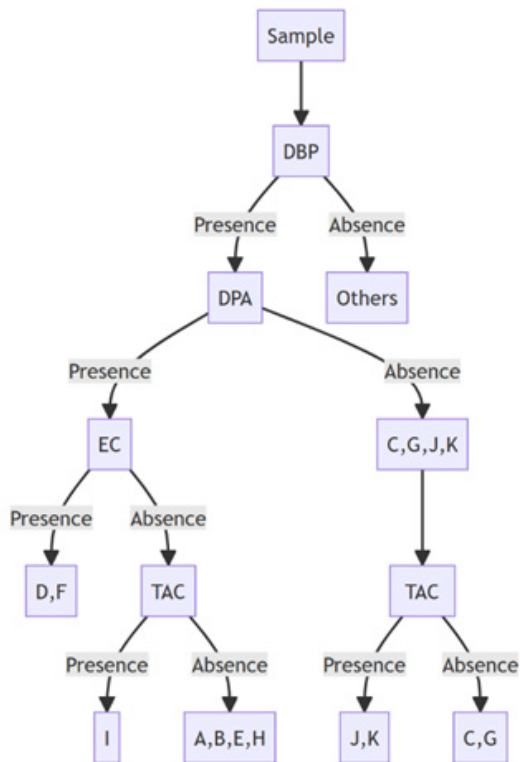 Sample
DBP
Presence Absence
DPA Others
Presence Absence
EC C,G,J,K
Presence Absence
D,F TAC TAC
Presence Absence Presence Absence
I A,B,E,H J,K C,G